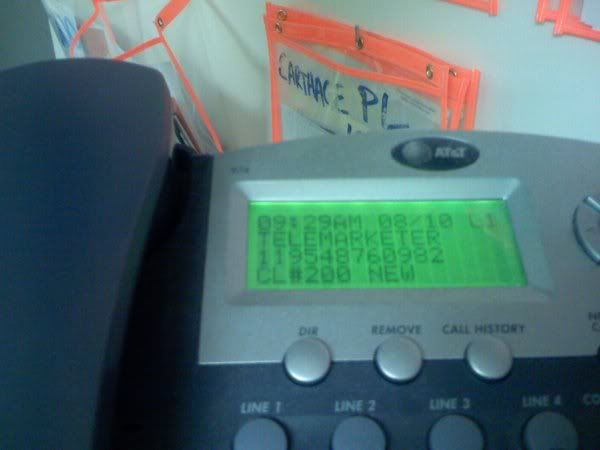 CARTHAGE PL
AT&T
974
09:29AM 08/10 L1
TELEMARKETER
119548760982
CL#200 NEW
DIR
REMOVE
CALL HISTORY
LINE 1
LINE 2
LINE 3
LINE 4